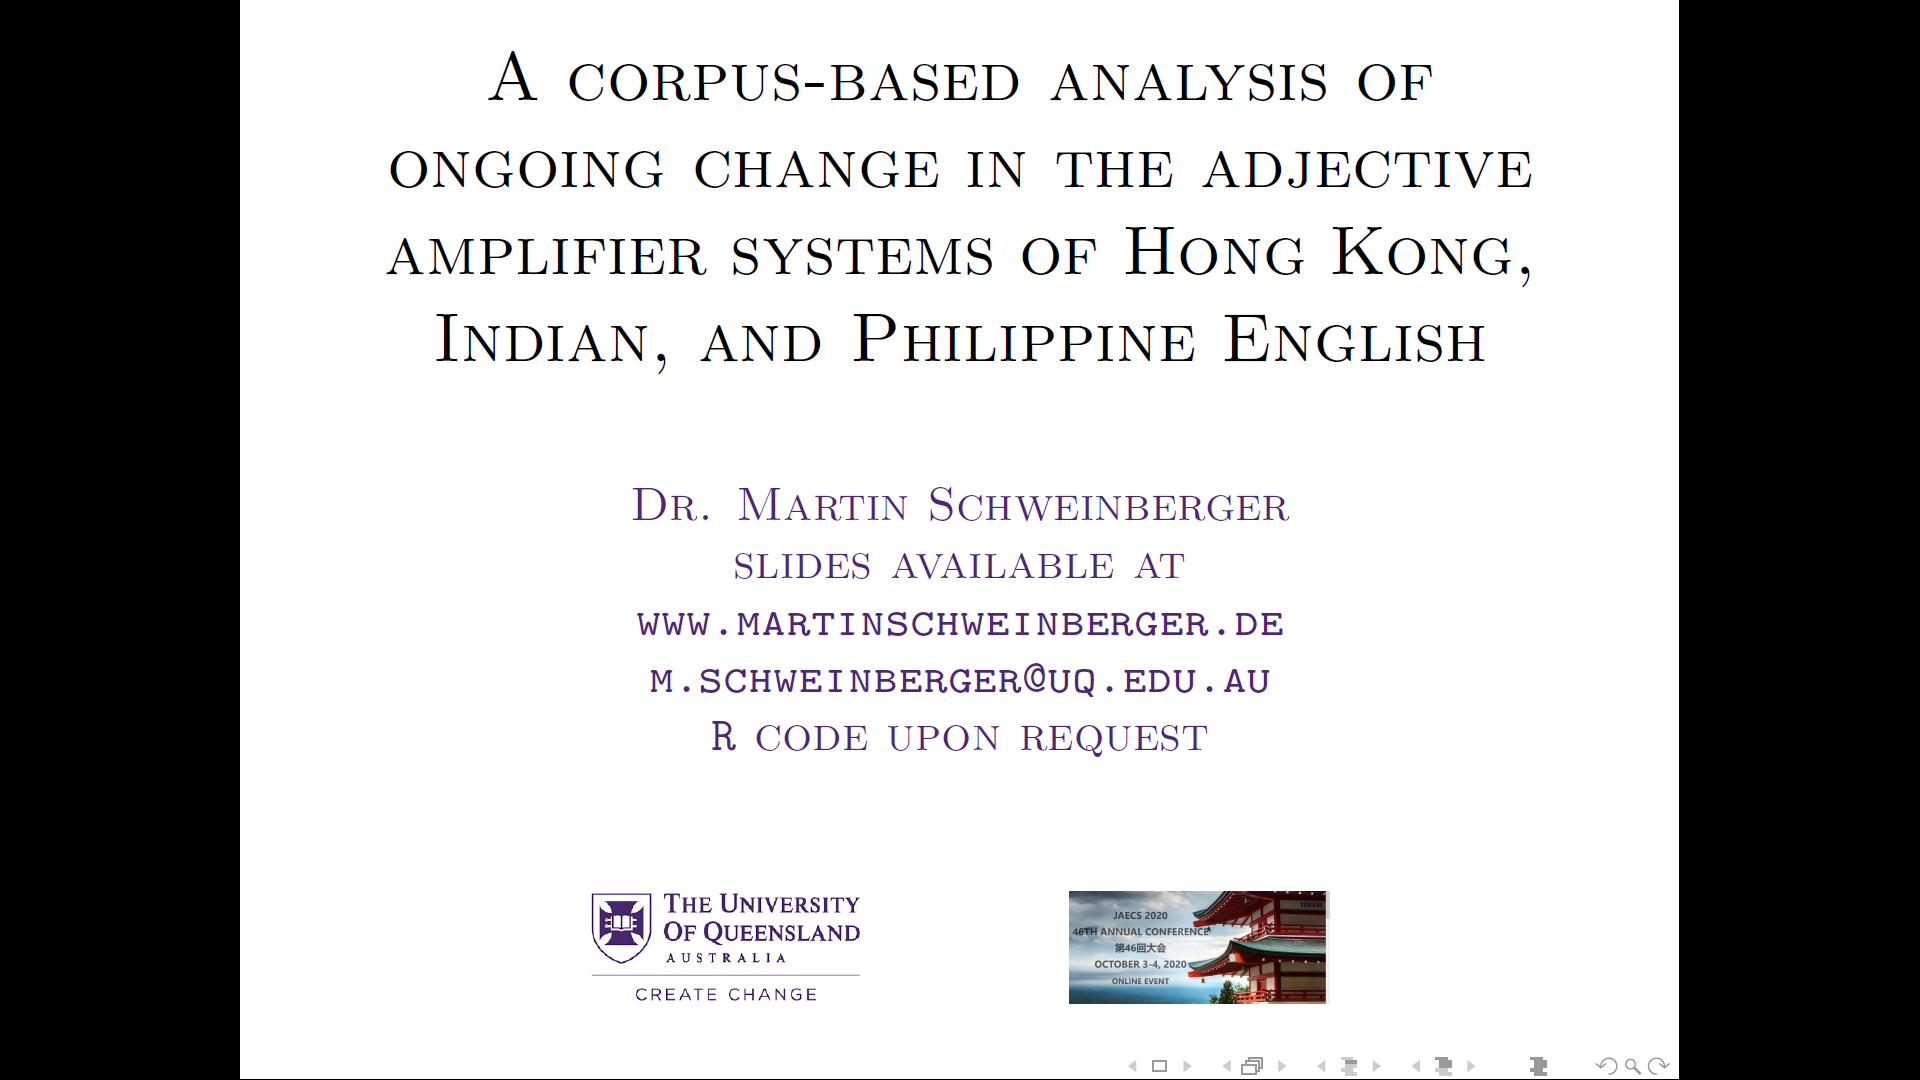 A corpus-based analysis of
ongoing change in the adjective
amplifier systems of Hong Kong,
Indian, and Philippine English
Dr. Martin Schweinberger
slides available at
www.martinschweinberger.de
m.schweinberger@uq.edu.au
R code upon request
The University
Of Queensland
AUSTRALIA
CREATE CHANGE
JAECS 2020
46TH ANNUAL CONFERENCE
第46回大会
OCTOBER 3-4, 2020
ONLINE EVENT